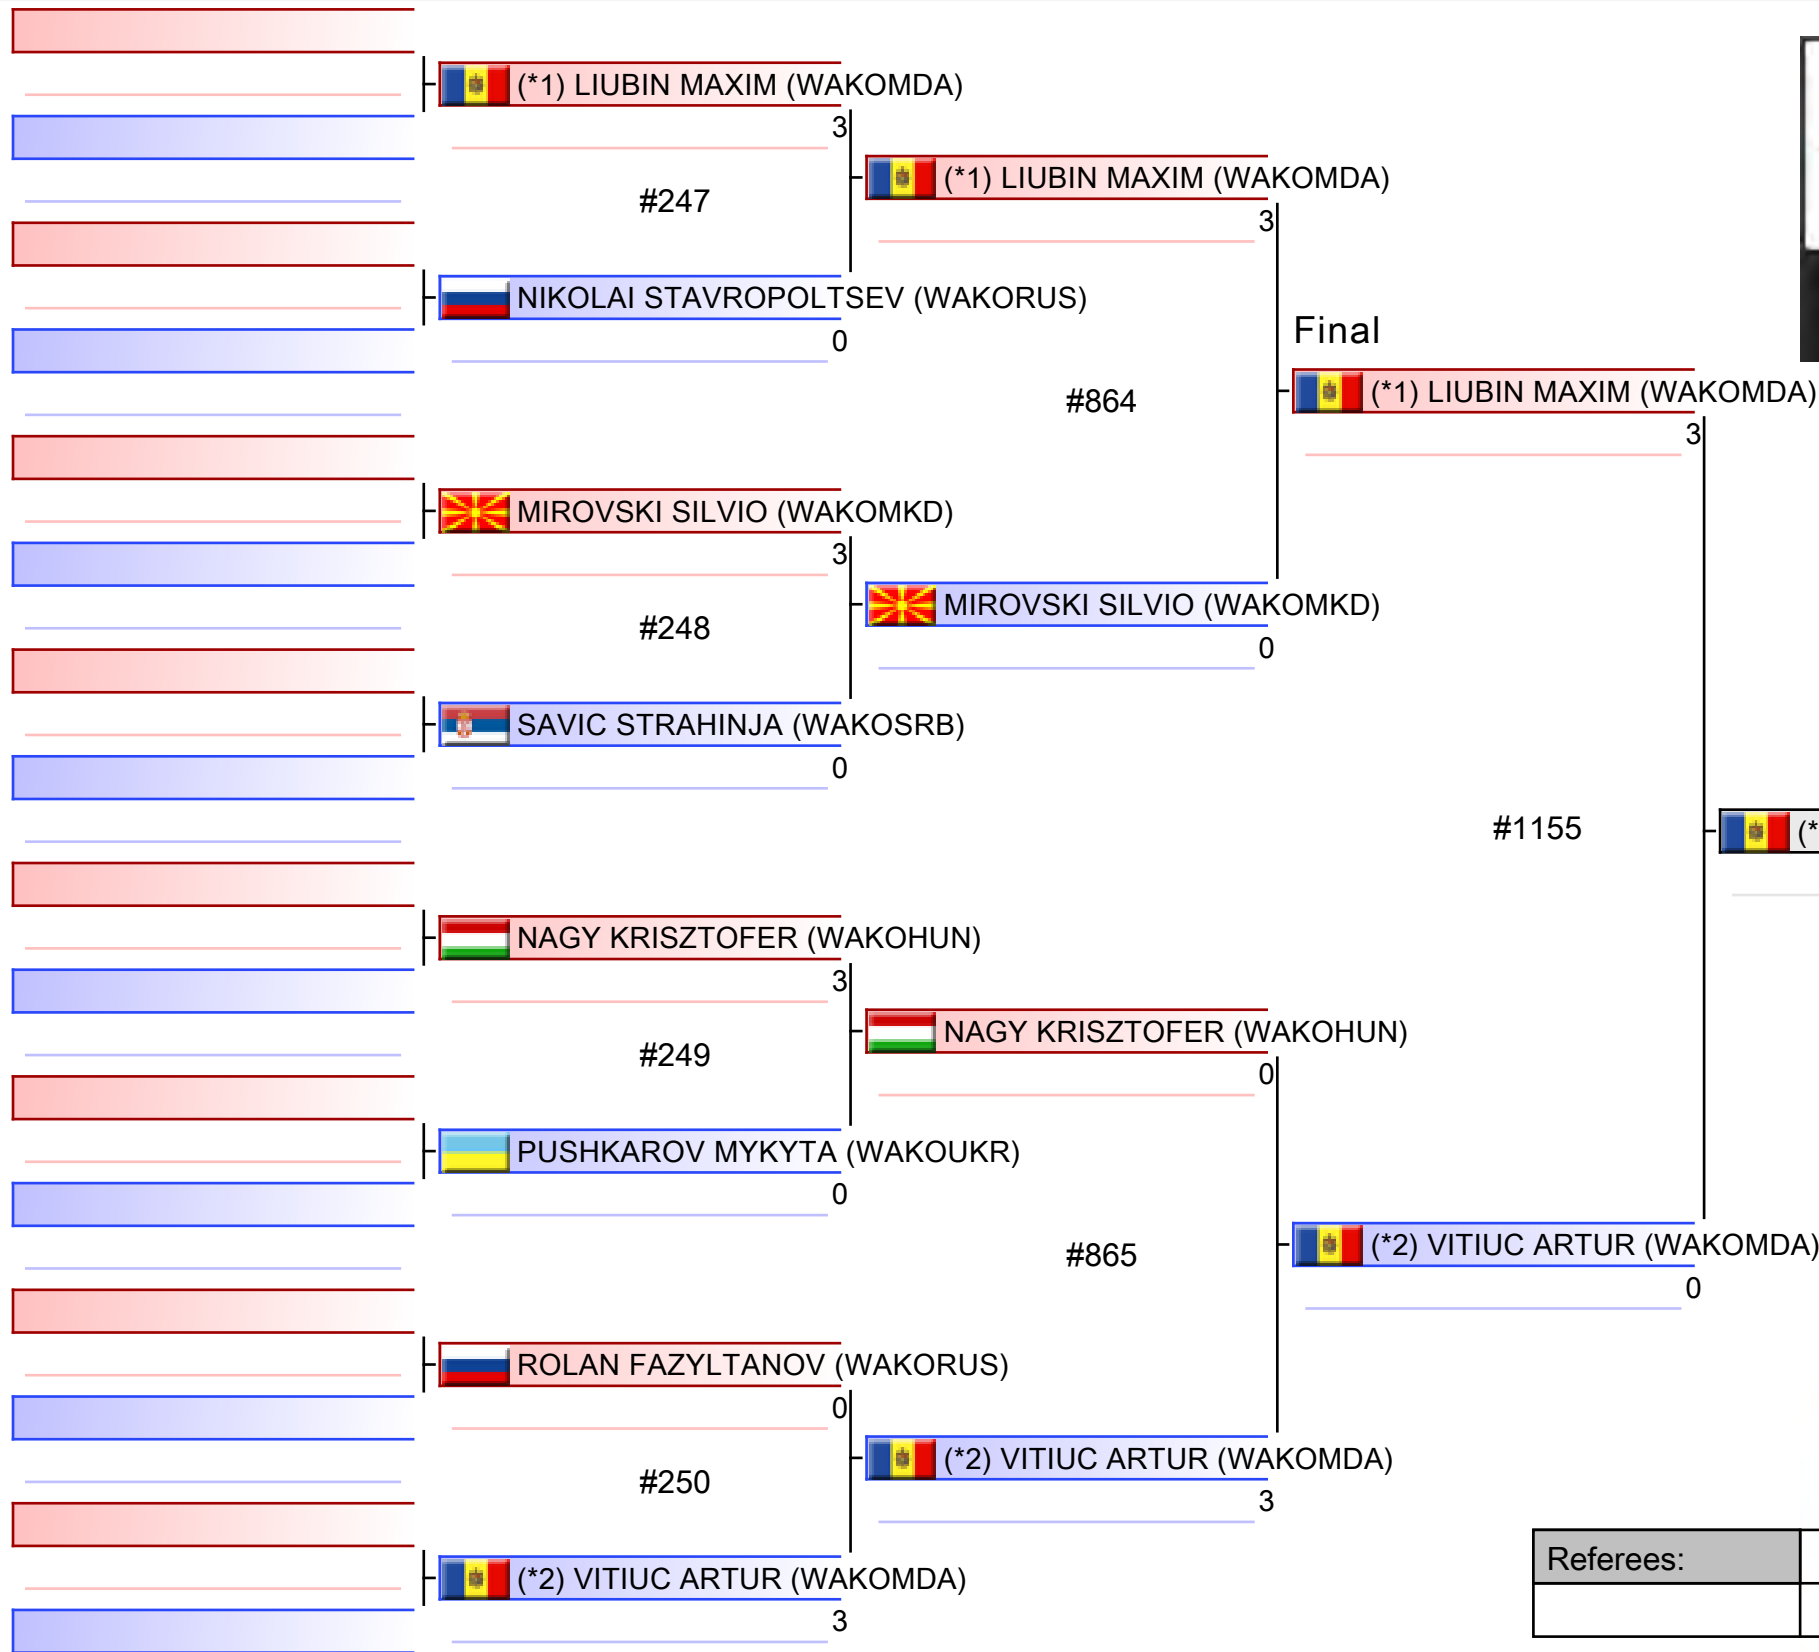 (*1) LIUBIN MAXIM (WAKOMDA)
3
#247
NIKOLAI STAVROPOLTSEV (WAKORUS)
0
MIROVSKI SILVIO (WAKOMKD)
3
#248
SAVIC STRAHINJA (WAKOSRB)
0
NAGY KRISZTOFER (WAKOHUN)
3
#249
PUSHKAROV MYKYTA (WAKOUKR)
0
ROLAN FAZYLTANOV (WAKORUS)
0
#250
(*2) VITIUC ARTUR (WAKOMDA)
3
(*1) LIUBIN MAXIM (WAKOMDA)
3
#864
MIROVSKI SILVIO (WAKOMKD)
0
NAGY KRISZTOFER (WAKOHUN)
0
#865
(*2) VITIUC ARTUR (WAKOMDA)
3
Final
(*1) LIUBIN MAXIM (WAKOMDA)
3
#1155
(*2) VITIUC ARTUR (WAKOMDA)
0
(*
Referees: